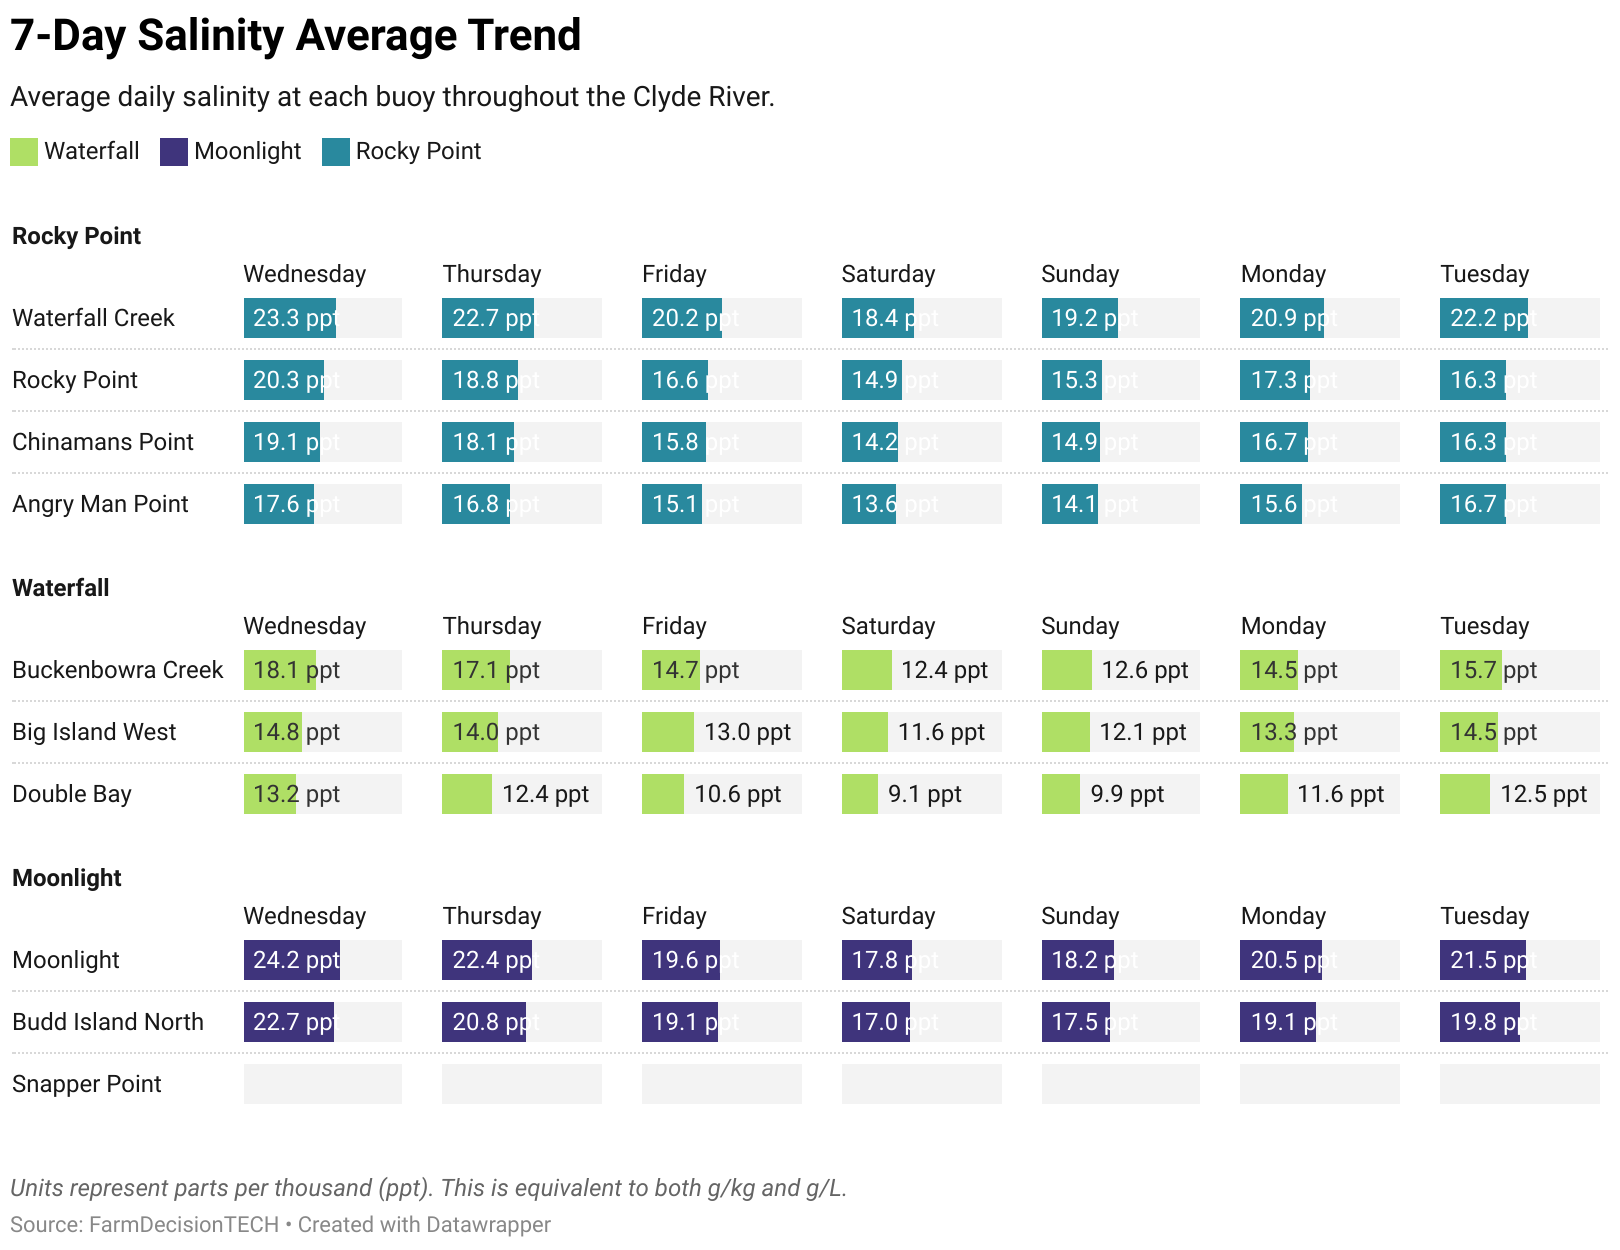 7-Day Salinity Average Trend
Average daily salinity at each buoy throughout the Clyde River.
Waterfall Moonlight Rocky Point
Rocky Point
Wednesday Thursday Friday Saturday Sunday Monday Tuesday
Waterfall Creek 23.3 ppt 22.7 ppt 20.2 ppt 18.4 ppt 19.2 ppt 20.9 ppt 22.2 ppt
Rocky Point 20.3 ppt 18.8 ppt 16.6 ppt 14.9 ppt 15.3 ppt 17.3 ppt 16.3 ppt
Chinamans Point 19.1 ppt 18.1 ppt 15.8 ppt 14.2 ppt 14.9 ppt 16.7 ppt 16.3 ppt
Angry Man Point 17.6 ppt 16.8 ppt 15.1 ppt 13.6 ppt 14.1 ppt 15.6 ppt 16.7 ppt
Waterfall
Wednesday Thursday Friday Saturday Sunday Monday Tuesday
Buckenbowra Creek 18.1 ppt 17.1 ppt 14.7 ppt 12.4 ppt 12.6 ppt 14.5 ppt 15.7 ppt
Big Island West 14.8 ppt 14.0 ppt 13.0 ppt 11.6 ppt 12.1 ppt 13.3 ppt 14.5 ppt
Double Bay 13.2 ppt 12.4 ppt 10.6 ppt 9.1 ppt 9.9 ppt 11.6 ppt 12.5 ppt
Moonlight
Wednesday Thursday Friday Saturday Sunday Monday Tuesday
Moonlight 24.2 ppt 22.4 ppt 19.6 ppt 17.8 ppt 18.2 ppt 20.5 ppt 21.5 ppt
Budd Island North 22.7 ppt 20.8 ppt 19.1 ppt 17.0 ppt 17.5 ppt 19.1 ppt 19.8 ppt
Snapper Point
Units represent parts per thousand (ppt). This is equivalent to both g/kg and g/L.
Source: FarmDecisionTECH • Created with Datawrapper